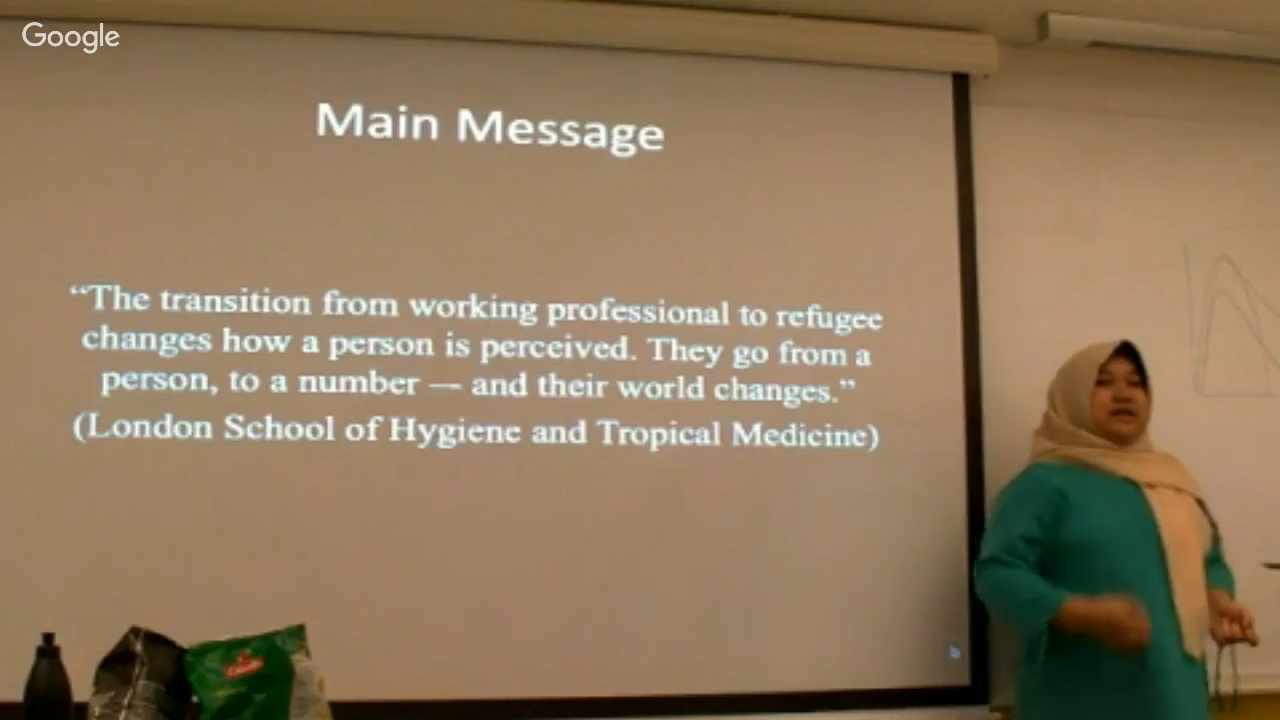 Google
Main Message
“The transition from working professional to refugee
changes how a person is perceived. They go from a
person, to a number — and their world changes.”
(London School of Hygiene and Tropical Medicine)